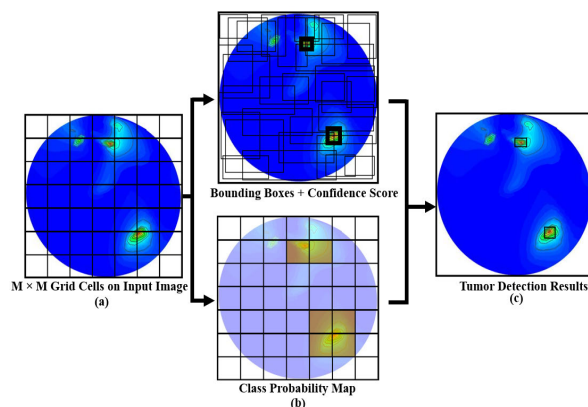 Bounding Boxes + Confidence Score
M × M Grid Cells on Input Image
(a)
Tumor Detection Results
(c)
Class Probability Map
(b)